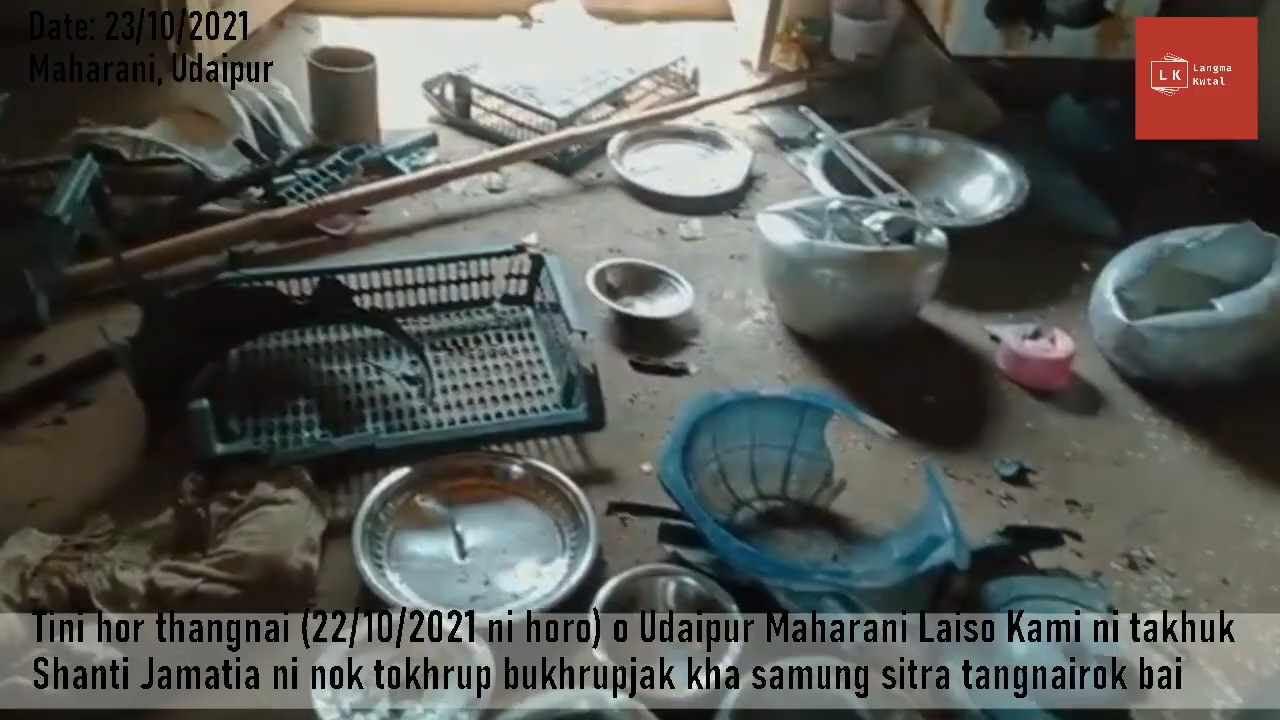 Date: 23/10/2021
Maharani, Udaipur
LK
Langma
Kwtal
Tini hor thangnai (22/10/2021 ni horo) o Udaipur Maharani Laiso Kami ni takhuk
Shanti Jamatia ni nok tokhrup bukhrupjak kha samung sitra tangnairok bai